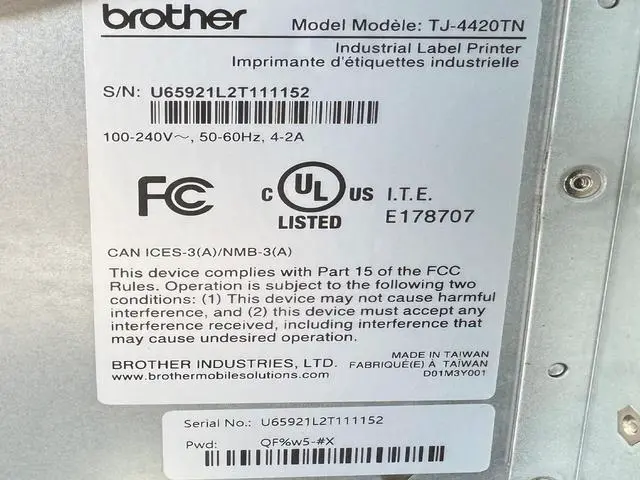 brother
Model Modèle: TJ-4420TN
Industrial Label Printer
Imprimante d'étiquettes industrielle
S/N: U65921L2T111152
100-240V~, 50-60Hz, 4-2A
FC
C UL US I.T.E.
LISTED E178707
CAN ICES-3(A)/NMB-3(A)
This device complies with Part 15 of the FCC
Rules. Operation is subject to the following two
conditions: (1) This device may not cause harmful
interference, and (2) this device must accept any
interference received, including interference that
may cause undesired operation.
BROTHER INDUSTRIES, LTD.
www.brothermobilesolutions.com
MADE IN TAIWAN
FABRIQUÉ(E) À TAÏWAN
D01M3Y001
Serial No.: U65921L2T111152
Pwd: QF%w5-#X